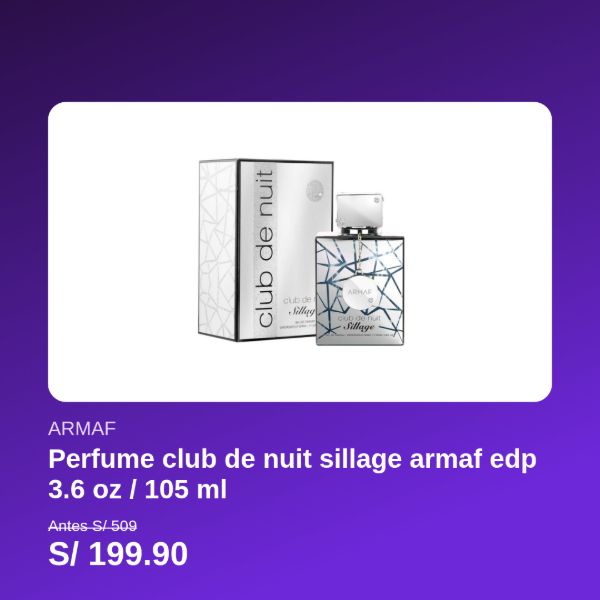 club de nuit
ARMAF
club de nuit
Sillage
ARMAF
Perfume club de nuit sillage armaf edp
3.6 oz / 105 ml
Antes S/ 509
S/ 199.90